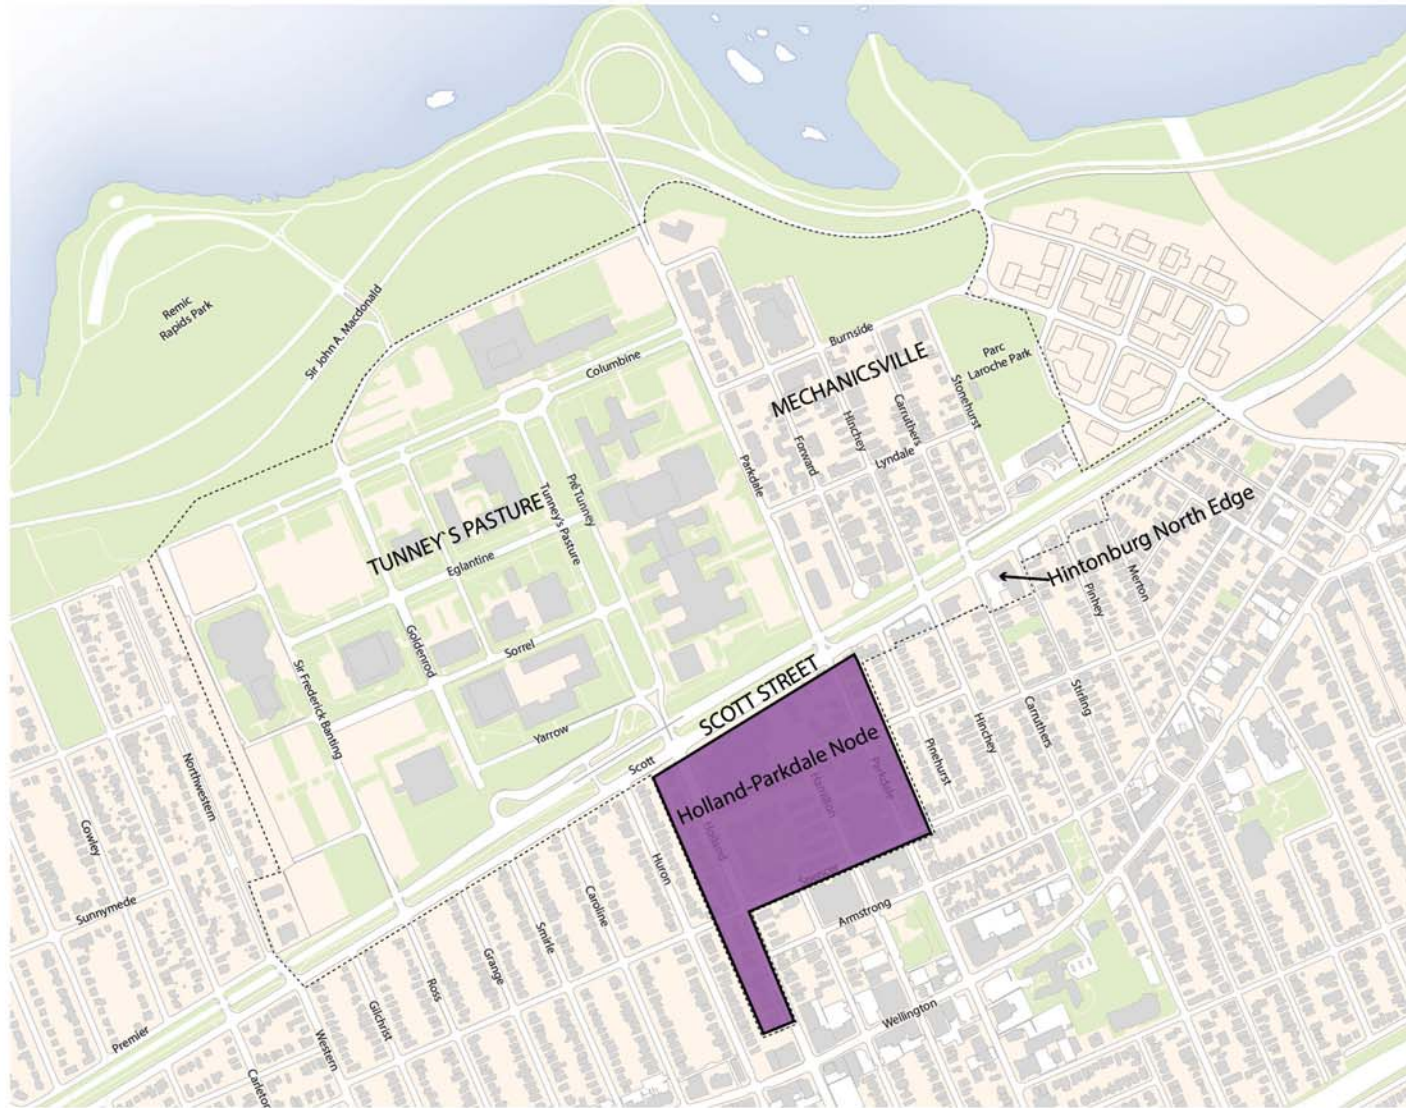 Remic
Rapids Park
Sir John A. Macdonald
Columbine
Burnside
MECHANICSVILLE
Parc
Laroche Park
Stonehurst
Carruthers
Hinchey
Forward
Lyndale
Parkdale
TUNNEY'S PASTURE
Pré Tunney
Tunney's Pasture
Eglantine
Hintonburg North Edge
Merton
Pinhey
Goldenrod
Sorrel
Sir Frederick Banting
Yarrow
SCOTT STREET
Scott
Stirling
Carruthers
Hinchey
Pinehurst
Holland-Parkdale Node
Parkdale
Hamilton
Holland
Northwestern
Cowley
Sunnymede
Huron
Caroline
Smirle
Grange
Ross
Gilchrist
Western
Armstrong
Wellington
Premier
Carleton